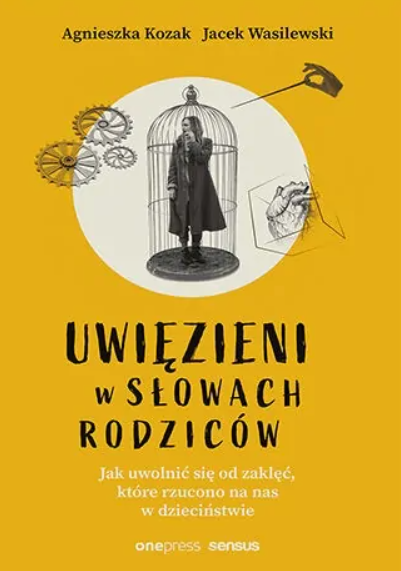 Agnieszka Kozak Jacek Wasilewski
UWIĘZIENI
W SŁOWACH
RODZICÓW
Jak uwolnić się od zaklęć,
które rzucono na nas
w dzieciństwie
onepress sensus